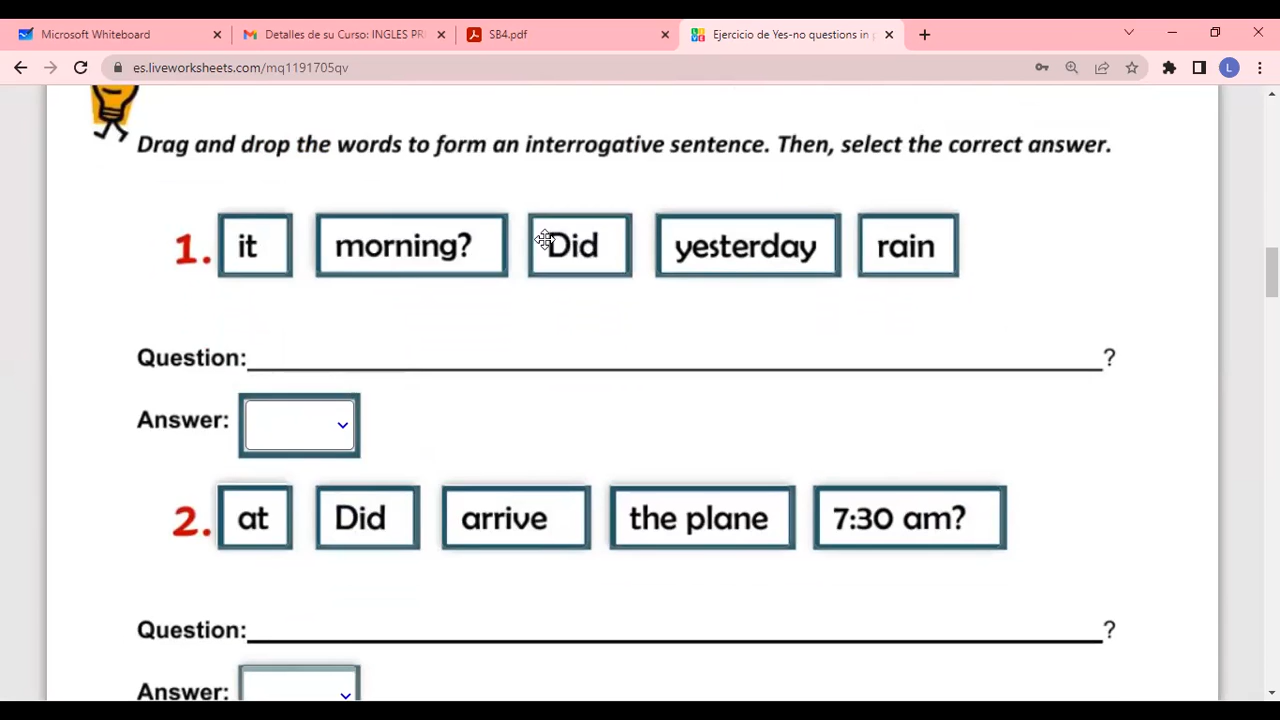 Microsoft Whiteboard
Detalles de su Curso: INGLES PR
SB4.pdf
Ejercicio de Yes-no questions in p
es.liveworksheets.com/mq1191705qv
L
Drag and drop the words to form an interrogative sentence. Then, select the correct answer.
1. it morning? Did yesterday rain
Question: ?
Answer:
2. at Did arrive the plane 7:30 am?
Question: ?
Answer: